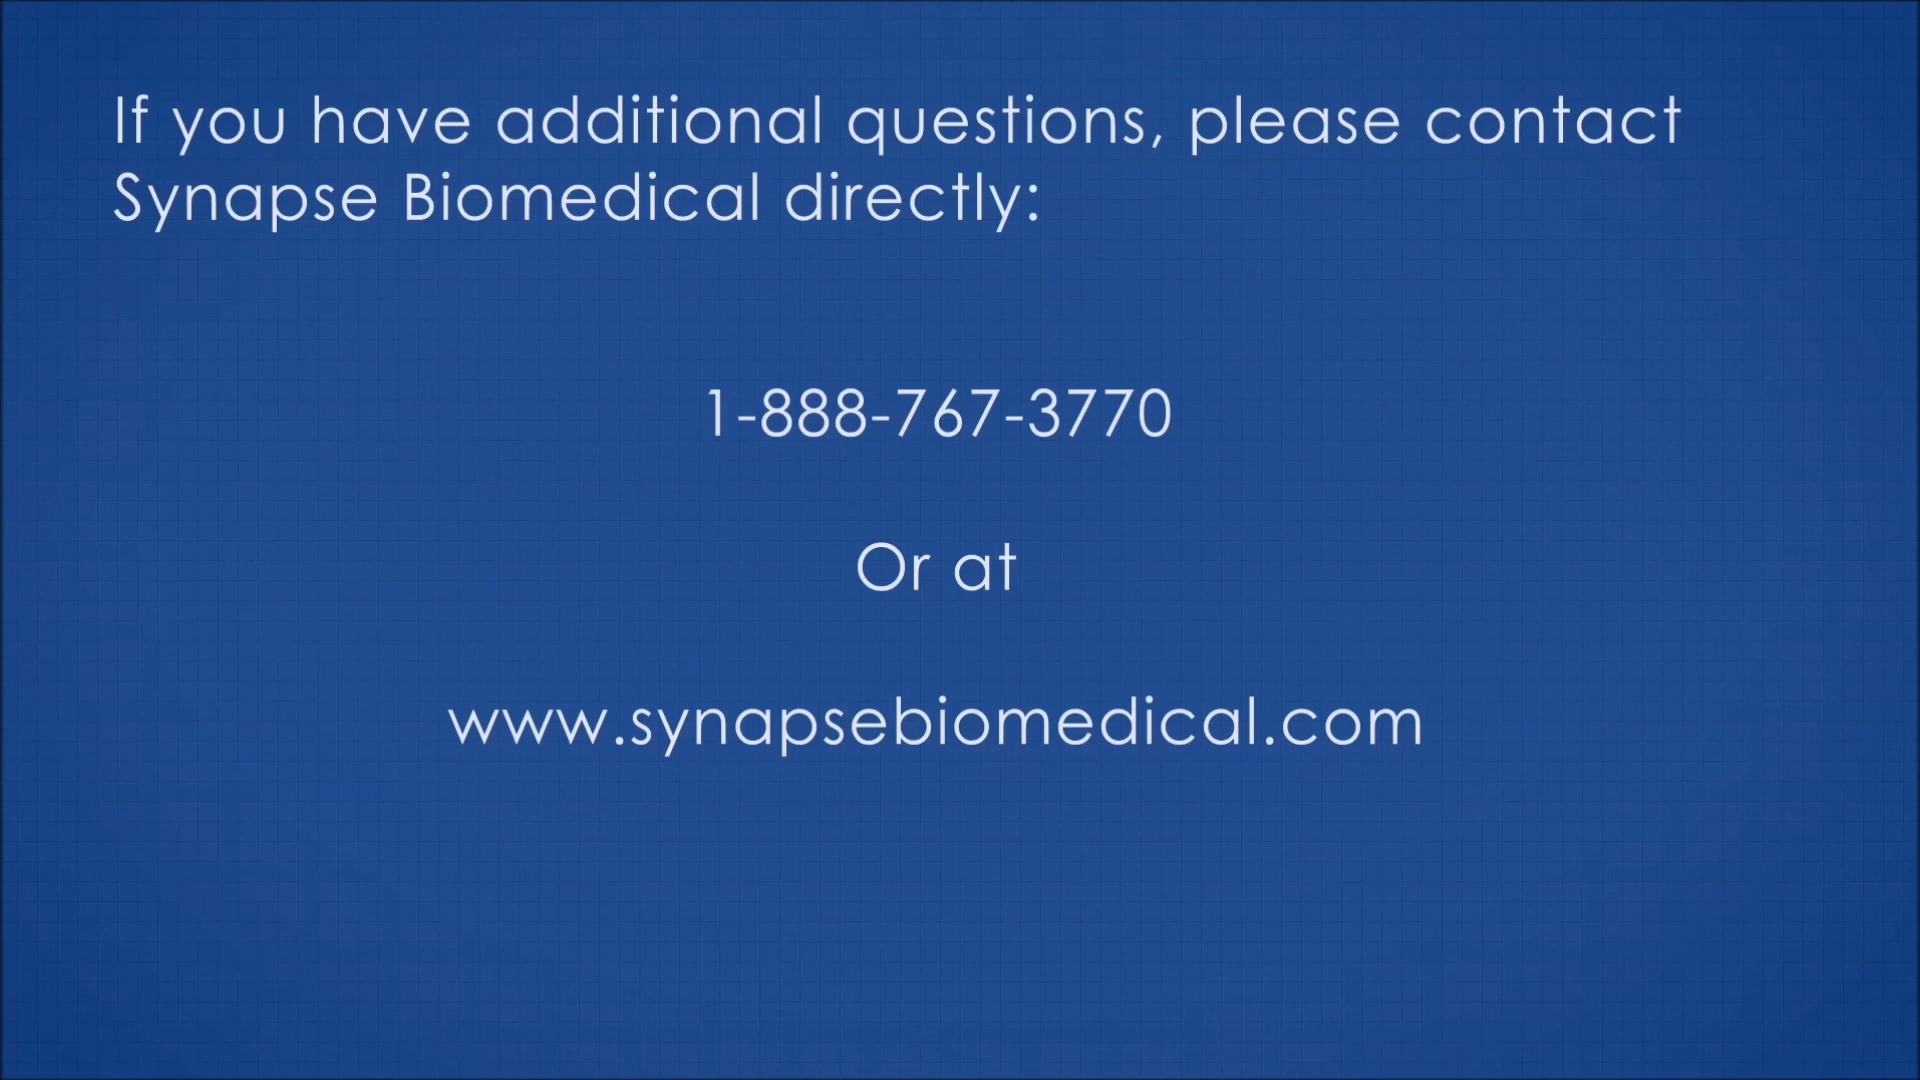 If you have additional questions, please contact
Synapse Biomedical directly:
1-888-767-3770
Or at
www.synapsebiomedical.com